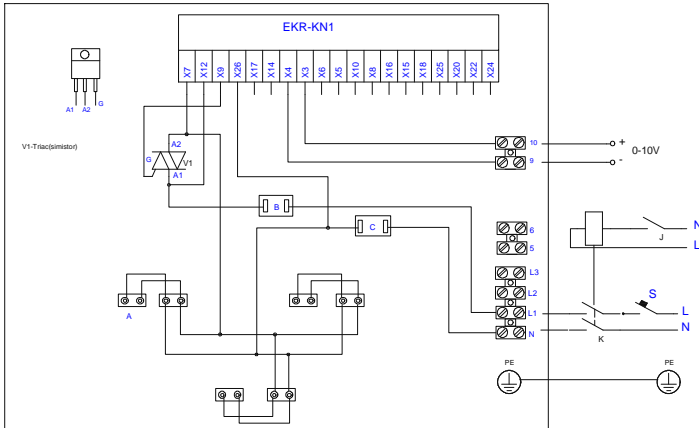 EKR-KN1
X7 X12 X9 X26 X17 X14 X4 X3 X6 X5 X10 X8 X16 X15 X18 X25 X20 X22 X24
A1 A2 G
V1-Triac(simistor)
A2
G V1
A1
10 +
0-10V
9 -
B
C
6
5
J N
L
L3
L2
S
L1 L
N N
K
A
PE PE